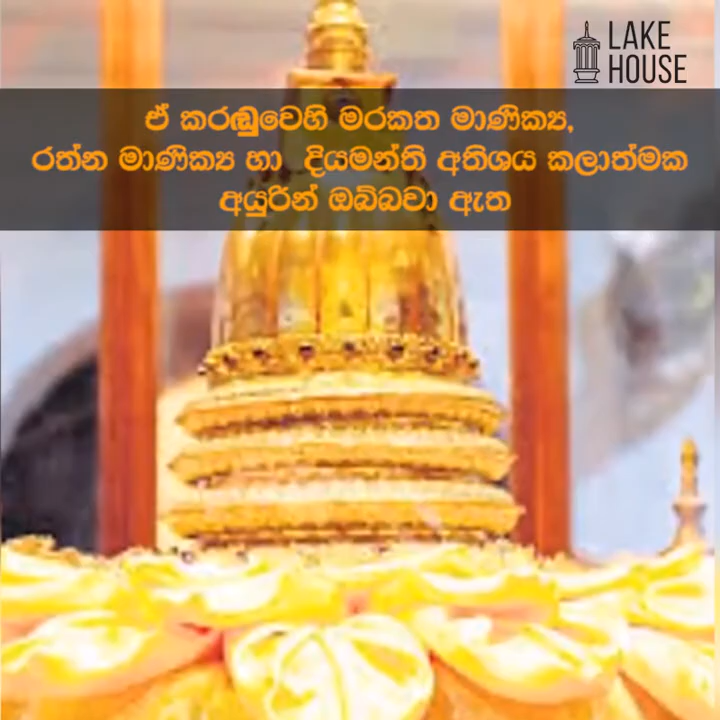 LAKE
HOUSE
ඒ කරඬුවෙහි මරකත මාණික්‍ය,
රත්න මාණික්‍ය හා දියමන්ති අතිශය කලාත්මක
අයුරින් ඔබ්බවා ඇත